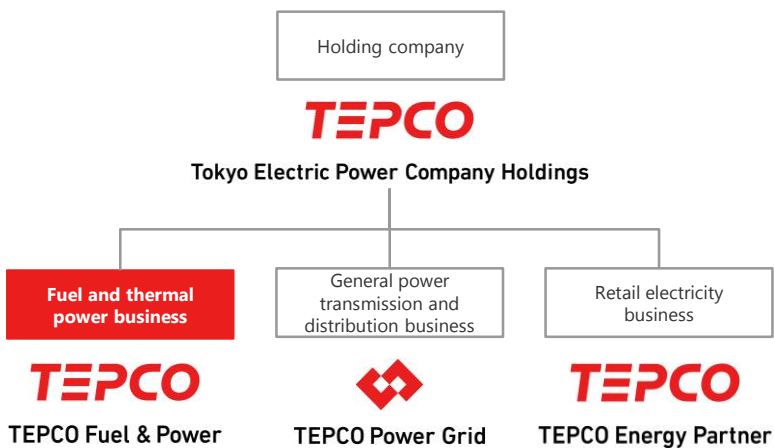 Holding company
TEPCO
Tokyo Electric Power Company Holdings
Fuel and thermal
power business
General power
transmission and
distribution business
Retail electricity
business
TEPCO
TEPCO
TEPCO Fuel & Power
TEPCO Power Grid
TEPCO Energy Partner